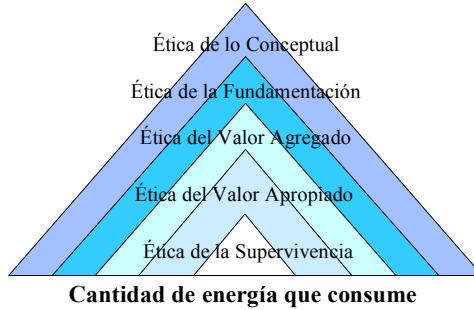 Ética de lo Conceptual
Ética de la Fundamentación
Ética del Valor Agregado
Ética del Valor Apropiado
Ética de la Supervivencia
Cantidad de energía que consume